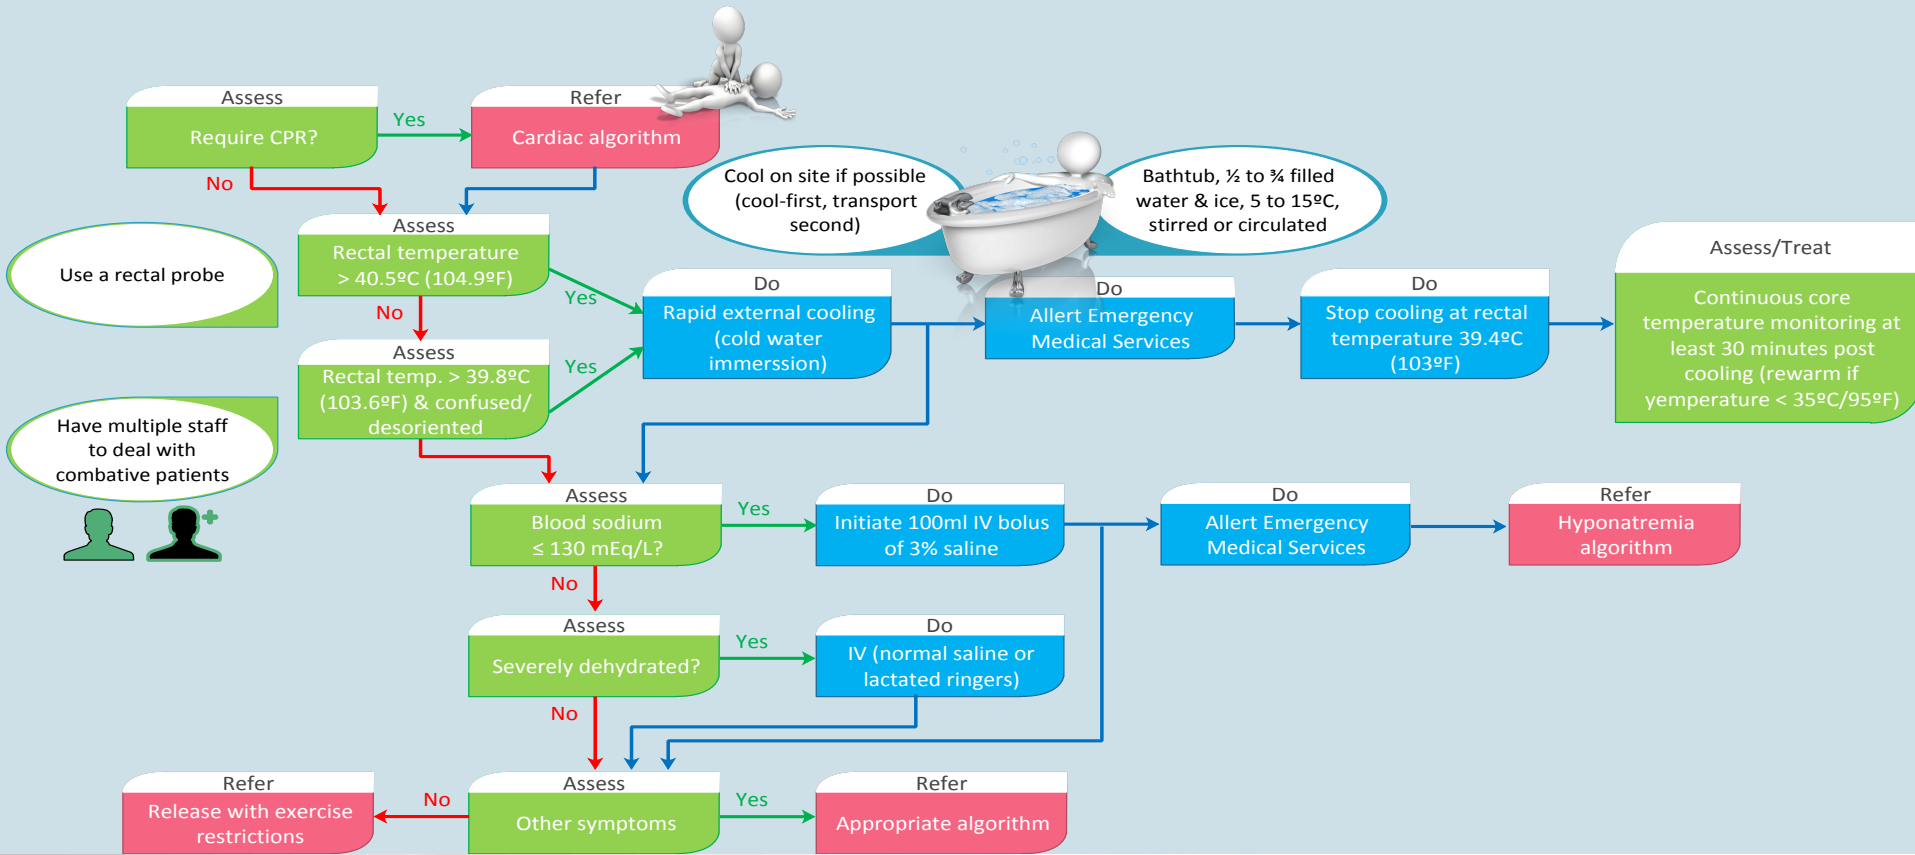 Assess
Require CPR?
Yes
No
Refer
Cardiac algorithm
Assess
Rectal temperature
> 40.5ºC (104.9ºF)
Yes
No
Use a rectal probe
Assess
Rectal temp. > 39.8ºC
(103.6ºF) & confused/
desoriented
Yes
Have multiple staff
to deal with
combative patients
Cool on site if possible
(cool-first, transport
second)
Bathtub, ½ to ¾ filled
water & ice, 5 to 15ºC,
stirred or circulated
Do
Rapid external cooling
(cold water
immerssion)
Do
Allert Emergency
Medical Services
Do
Stop cooling at rectal
temperature 39.4ºC
(103ºF)
Assess/Treat
Continuous core
temperature monitoring at
least 30 minutes post
cooling (rewarm if
yemperature < 35ºC/95ºF)
Assess
Blood sodium
≤ 130 mEq/L?
Yes
No
Do
Initiate 100ml IV bolus
of 3% saline
Do
Allert Emergency
Medical Services
Refer
Hyponatremia
algorithm
Assess
Severely dehydrated?
Yes
No
Do
IV (normal saline or
lactated ringers)
Refer
Release with exercise
restrictions
No
Assess
Other symptoms
Yes
Refer
Appropriate algorithm